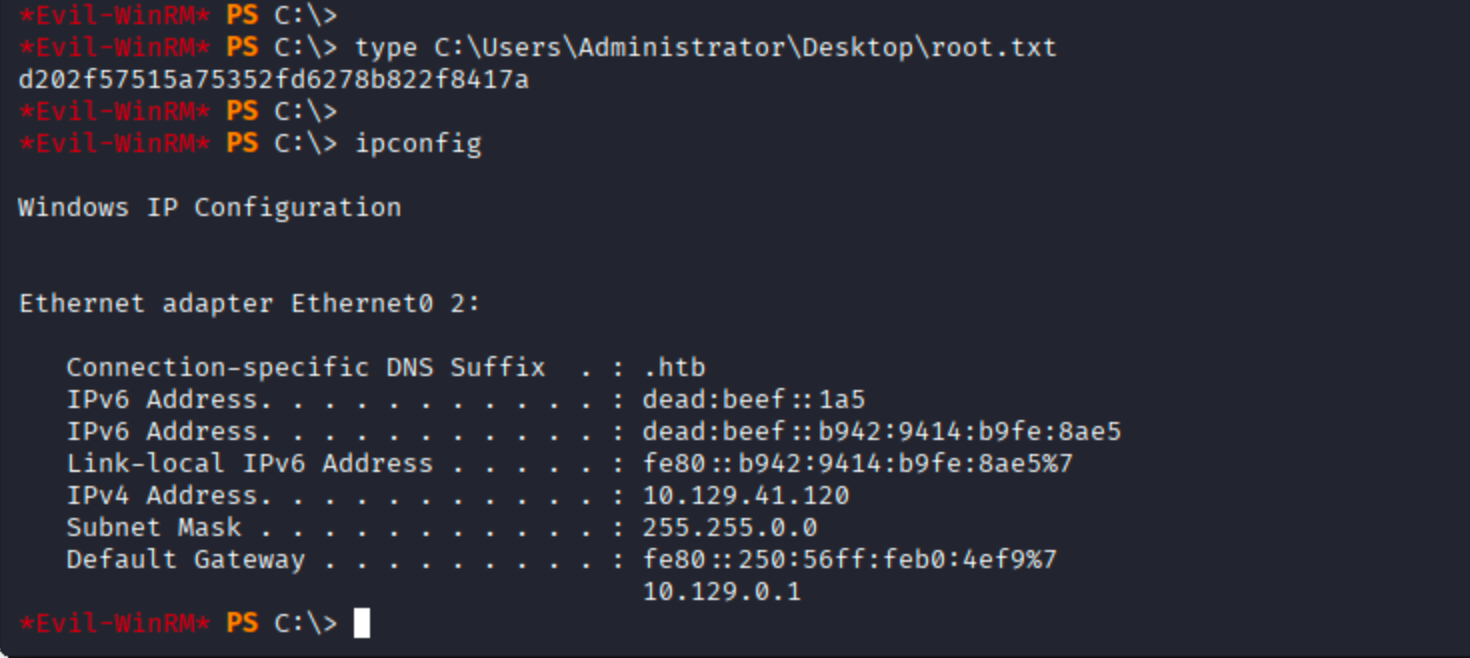 *Evil-WinRM* PS C:\>
*Evil-WinRM* PS C:\> type C:\Users\Administrator\Desktop\root.txt
d202f57515a75352fd6278b822f8417a
*Evil-WinRM* PS C:\>
*Evil-WinRM* PS C:\> ipconfig
Windows IP Configuration
Ethernet adapter Ethernet0 2:
Connection-specific DNS Suffix  . : .htb
IPv6 Address. . . . . . . . . . . : dead:beef::1a5
IPv6 Address. . . . . . . . . . . : dead:beef::b942:9414:b9fe:8ae5
Link-local IPv6 Address . . . . . : fe80::b942:9414:b9fe:8ae5%7
IPv4 Address. . . . . . . . . . . : 10.129.41.120
Subnet Mask . . . . . . . . . . . : 255.255.0.0
Default Gateway . . . . . . . . . : fe80::250:56ff:feb0:4ef9%7
10.129.0.1
*Evil-WinRM* PS C:\>